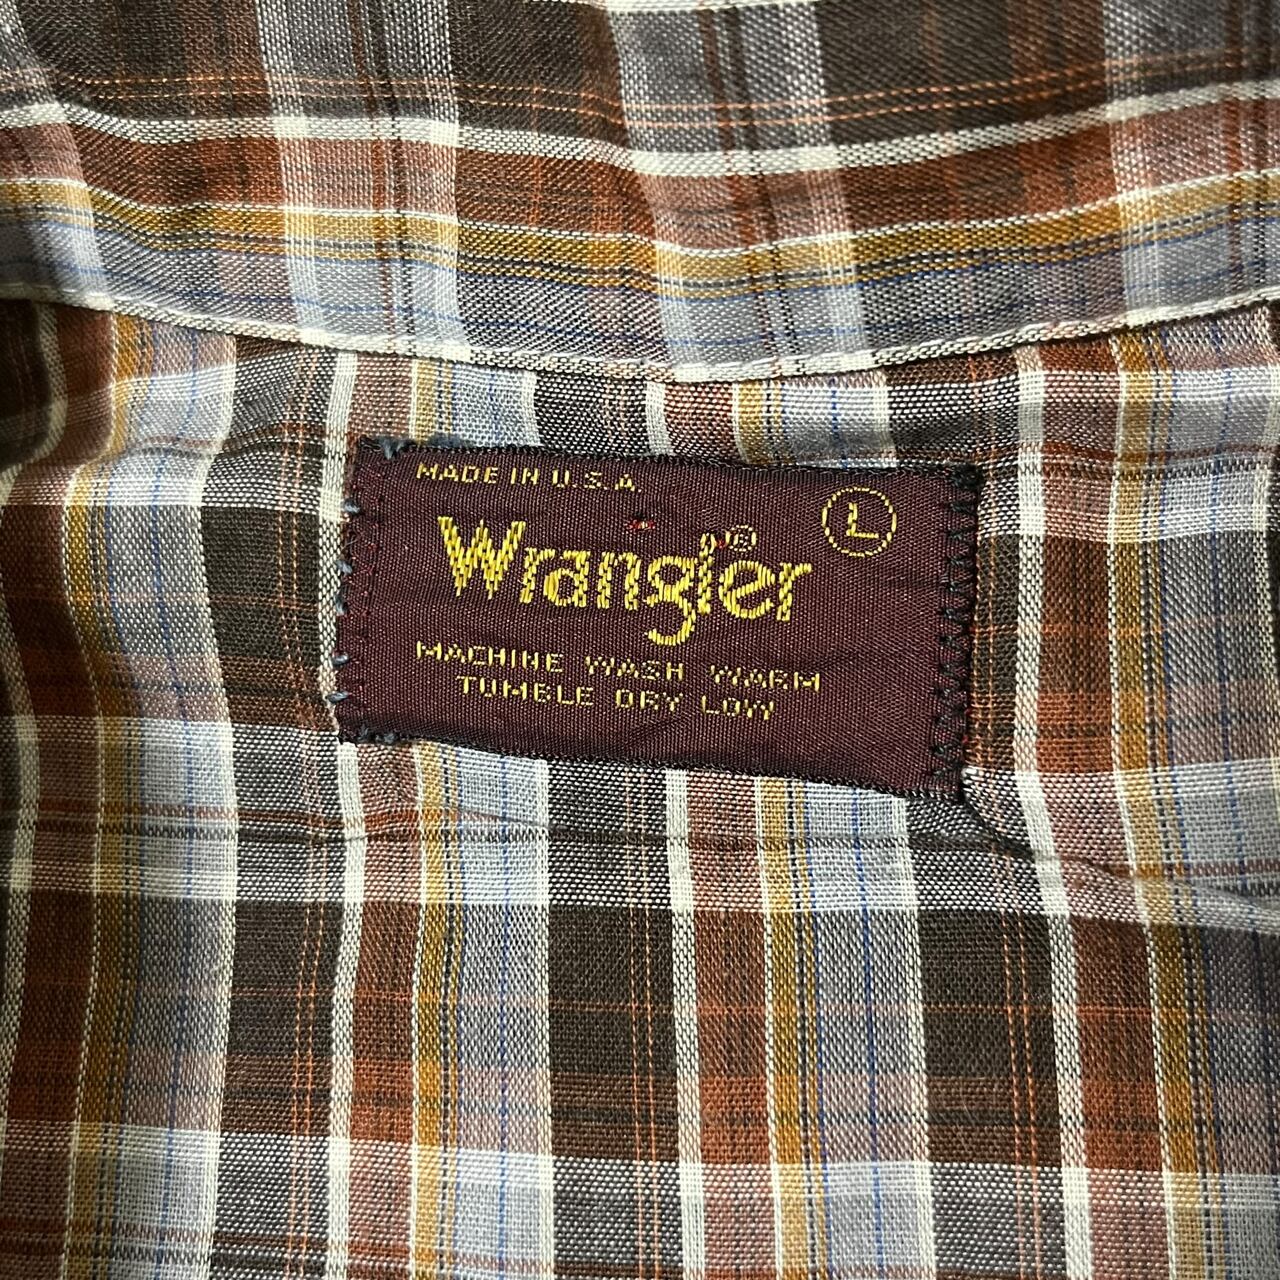 MADE IN U.S.A.
L
Wrangler®
MACHINE WASH WARM
TUMBLE DRY LOW